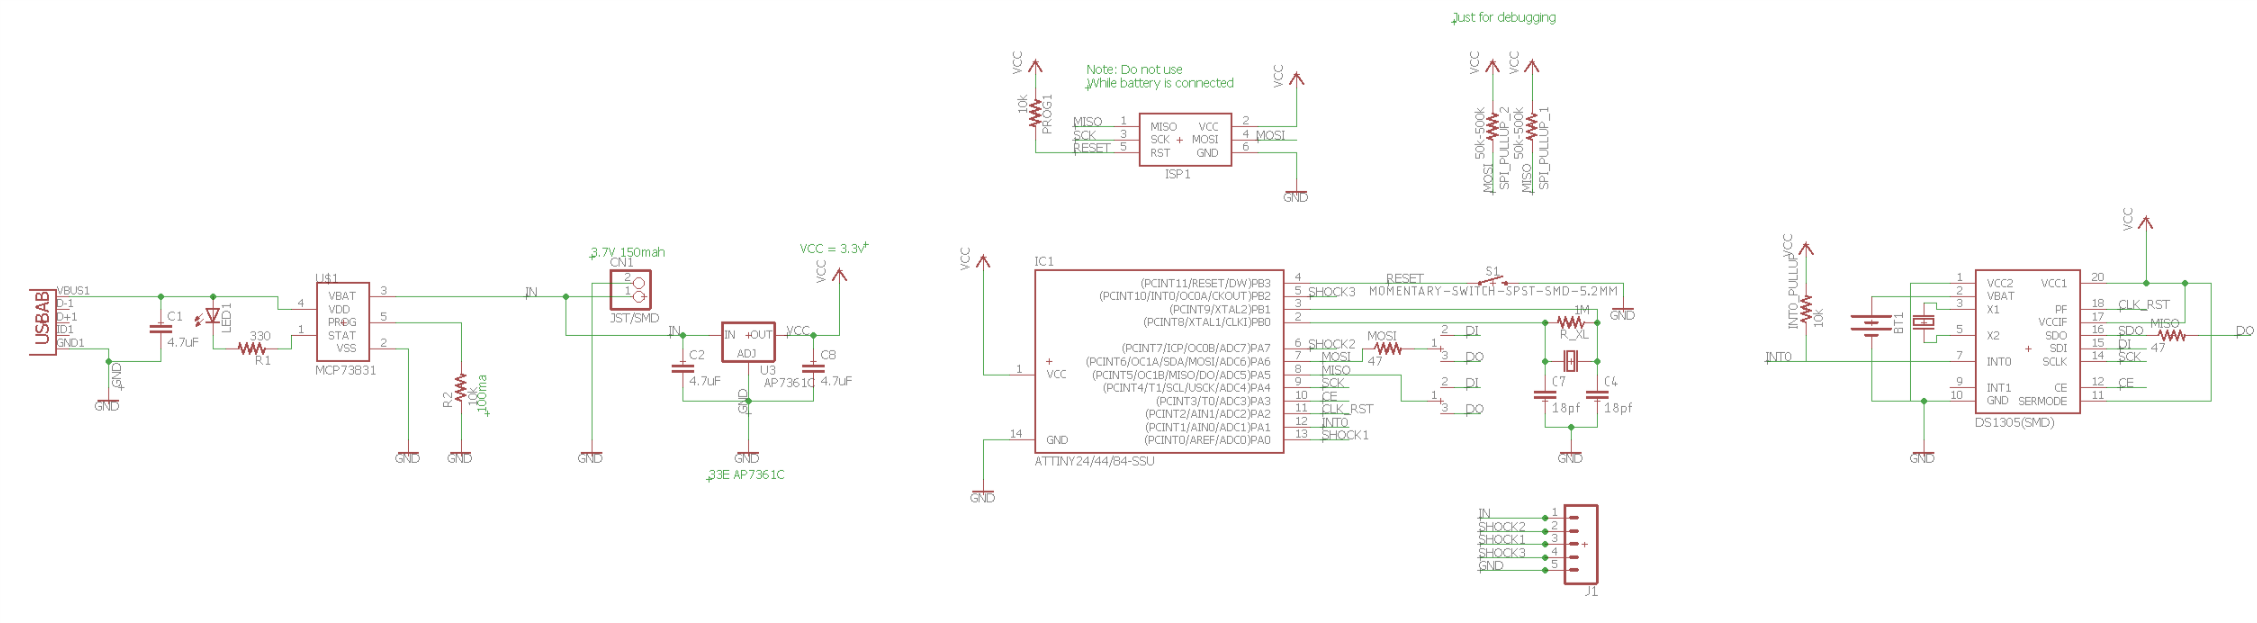 Just for debugging
VCC
10k
PROG1
Note: Do not use
While battery is connected
MISO 1 MISO VCC 2
SCK 3 SCK MOSI 4 MOSI
RESET 5 RST GND 6
ISP1
VCC
GND
VCC
50k-500k
SPI_PULLUP_2
MOSI
VCC
50k-500k
SPI_PULLUP_1
MISO
USBAB
VBUS1
D-1
D+1
ID1
GND1
GND
GND
C1
4.7uF
LED1
330
R1
U$1
4
1
VBAT 3
VDD
PROG 5
STAT
VSS 2
MCP73831
GND
R2
10k
100ma
GND
IN
3.7V 150mah
CN1
2
1
JST/SMD
GND
IN
C2
4.7uF
IN OUT
ADJ
U3
AP7361C
GND
GND
33E AP7361C
VCC
VCC = 3.3v
VCC
C8
4.7uF
VCC
IC1
1 VCC
14 GND
GND
(PCINT11/RESET/DW)PB3 4 RESET
(PCINT10/INT0/OC0A/CKOUT)PB2 5 SHOCK3
(PCINT9/XTAL2)PB1 3
(PCINT8/XTAL1/CLKI)PB0 2
(PCINT7/ICP/OC0B/ADC7)PA7 6 SHOCK2
(PCINT6/OC1A/SDA/MOSI/ADC6)PA6 7 MOSI
(PCINT5/OC1B/MISO/DO/ADC5)PA5 8 MISO
(PCINT4/T1/SCL/USCK/ADC4)PA4 9 SCK
(PCINT3/T0/ADC3)PA3 10 CE
(PCINT2/AIN1/ADC2)PA2 11 CLK_RST
(PCINT1/AIN0/ADC1)PA1 12 INT0
(PCINT0/AREF/ADC0)PA0 13 SHOCK1
ATTINY24/44/84-SSU
S1
MOMENTARY-SWITCH-SPST-SMD-5.2MM
GND
MOSI
47
1
2 DI
3 DO
1
2 DI
3 DO
1M
R_XL
C7
18pf
C4
18pf
GND
IN 1
SHOCK2 2
SHOCK1 3
SHOCK3 4
GND 5
J1
VCC
INT0_PULLUP
10k
INT0
BT1
1 VCC2 VCC1 20
2 VBAT
3 X1 PF 18 CLK_RST
VCCIF 17
5 X2 SDO 16 SDO
SDI 15 DI
7 INT0 SCLK 14 SCK
9 INT1 CE 12 CE
10 GND SERMODE 11
DS1305(SMD)
GND
VCC
MISO
47
DO